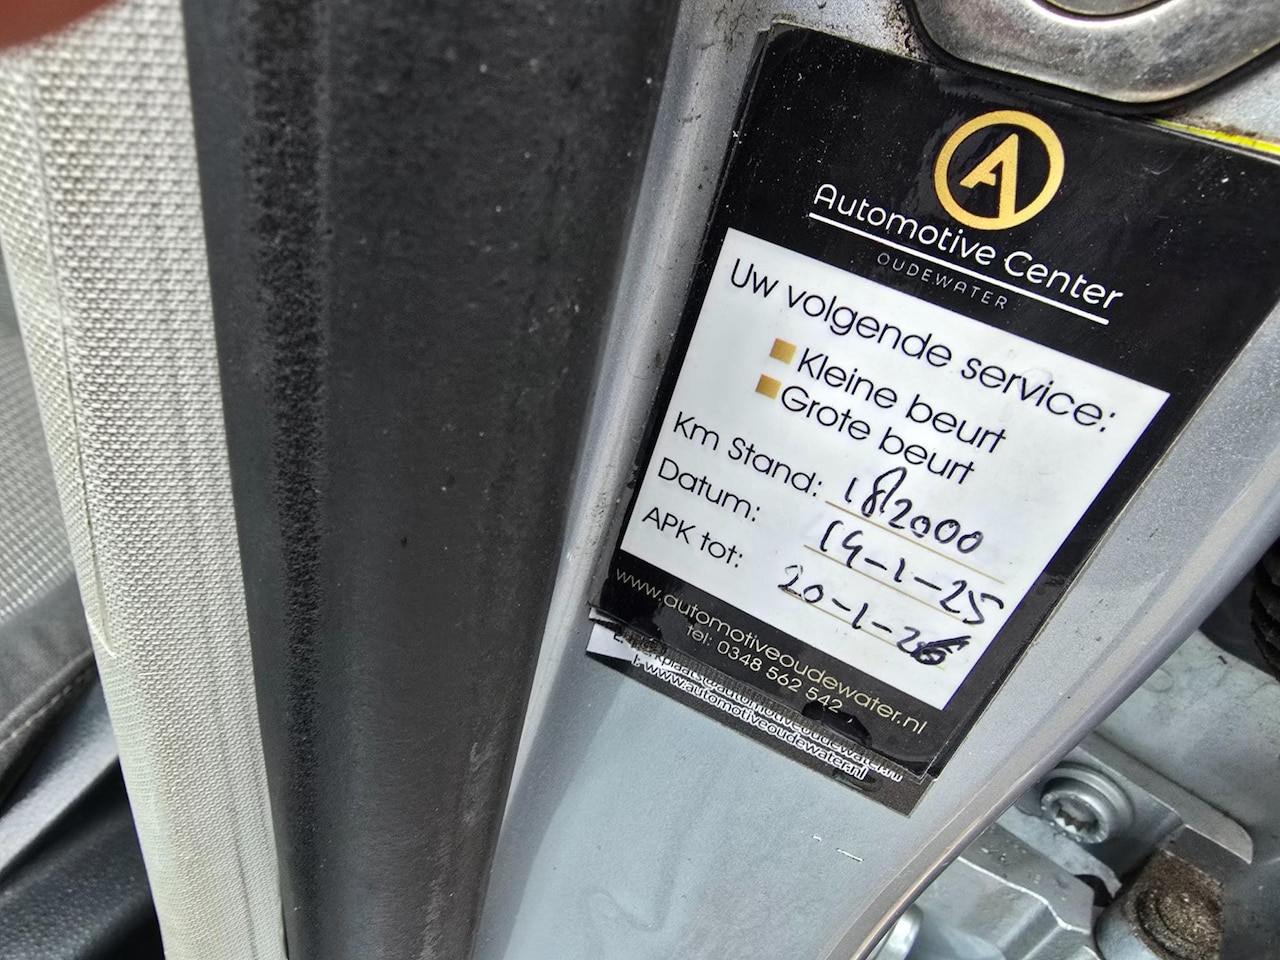 Automotive Center
OUDEWATER
Uw volgende service:
Kleine beurt
Grote beurt
Km Stand: 182000
Datum: 19-1-25
APK tot: 20-1-26
www.automotiveoudewater.nl
tel: 0348 562 542
I: www.automotiveoudewater.nl